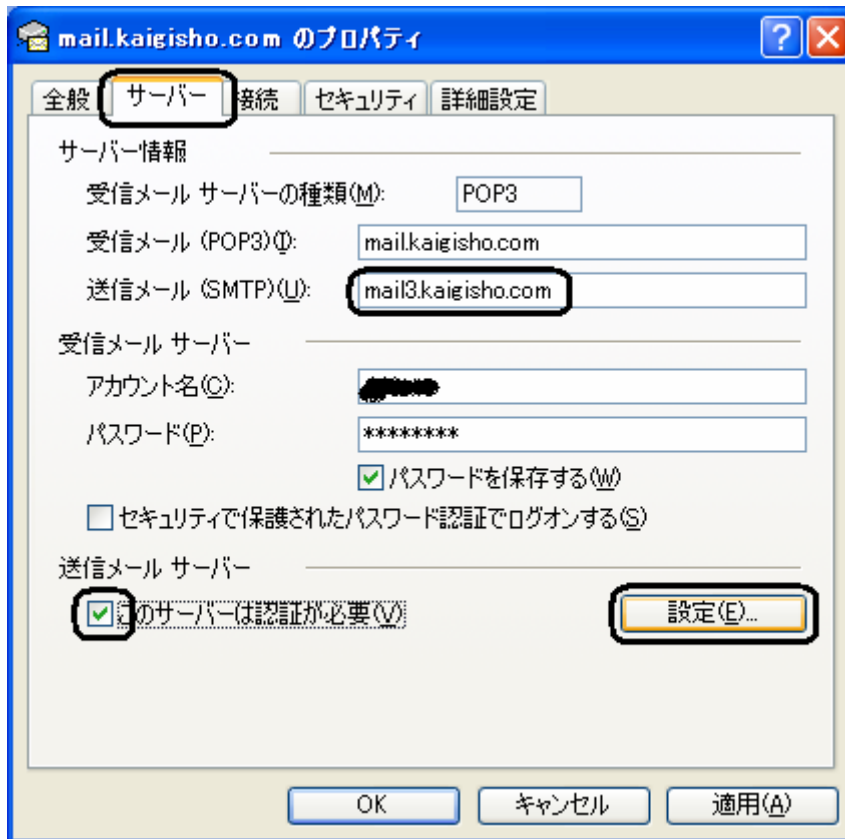 mail.kaigisho.com のプロパティ
全般 サーバー 接続 セキュリティ 詳細設定
サーバー情報
受信メール サーバーの種類(M): POP3
受信メール (POP3)(I): mail.kaigisho.com
送信メール (SMTP)(U): mail3.kaigisho.com
受信メール サーバー
アカウント名(C):
パスワード(P): ********
パスワードを保存する(W)
セキュリティで保護されたパスワード認証でログオンする(S)
送信メール サーバー
このサーバーは認証が必要(V) 設定(E)...
OK キャンセル 適用(A)